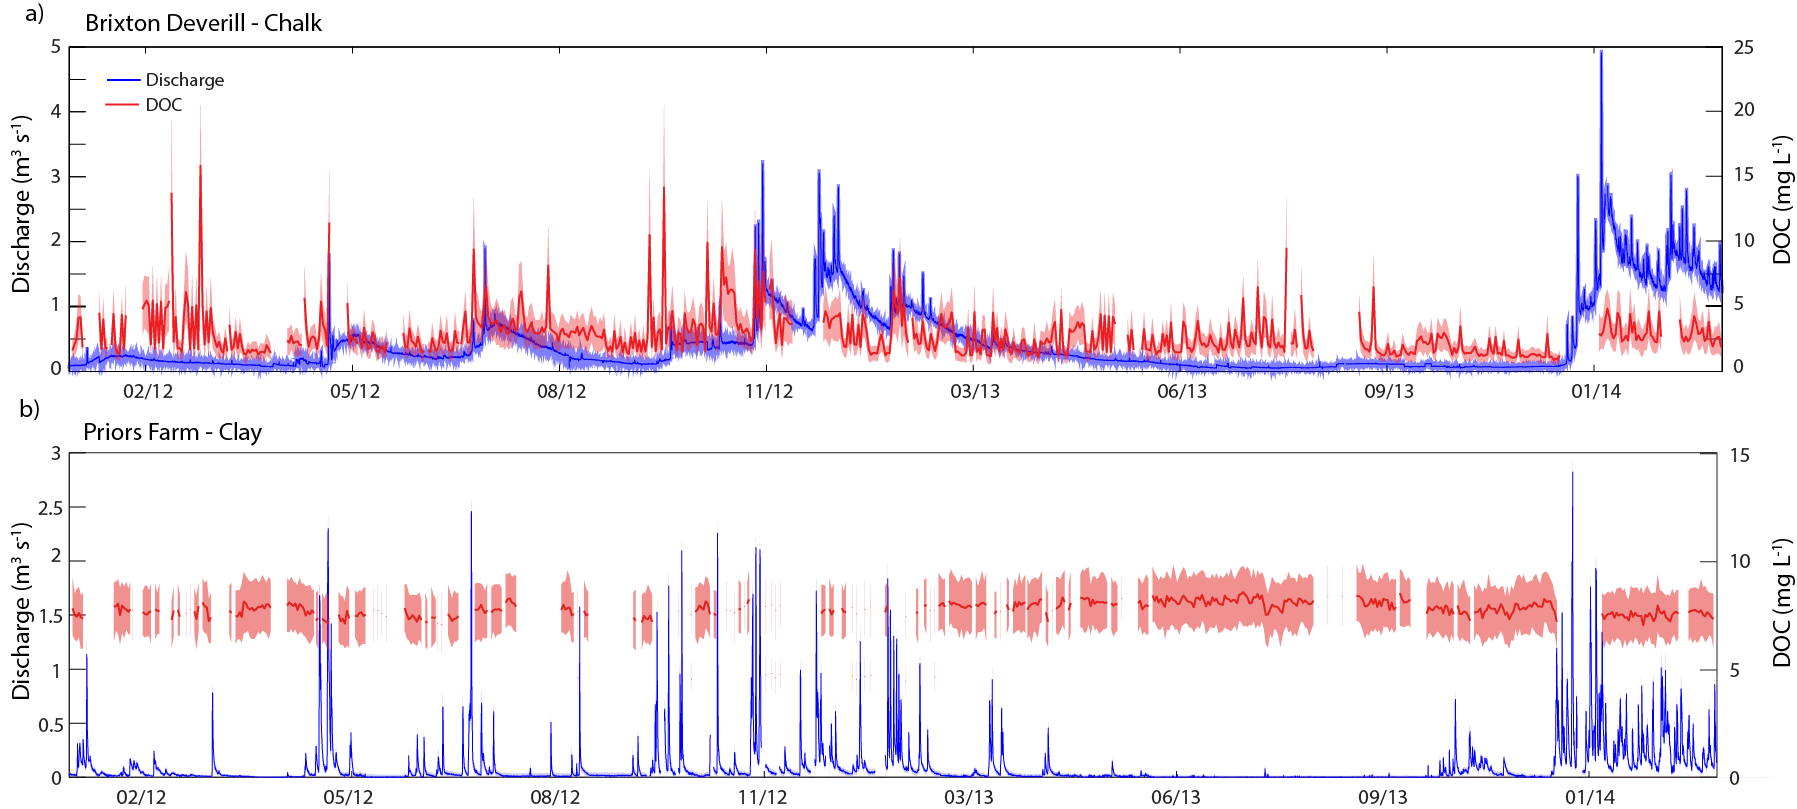 a)
Brixton Deverill - Chalk
Discharge (m³ s⁻¹)
5
4
3
2
1
0
Discharge
DOC
25
20
15
10
5
0
DOC (mg L⁻¹)
02/12 05/12 08/12 11/12 03/13 06/13 09/13 01/14
b)
Priors Farm - Clay
Discharge (m³ s⁻¹)
3
2.5
2
1.5
1
0.5
0
15
10
5
0
DOC (mg L⁻¹)
02/12 05/12 08/12 11/12 03/13 06/13 09/13 01/14